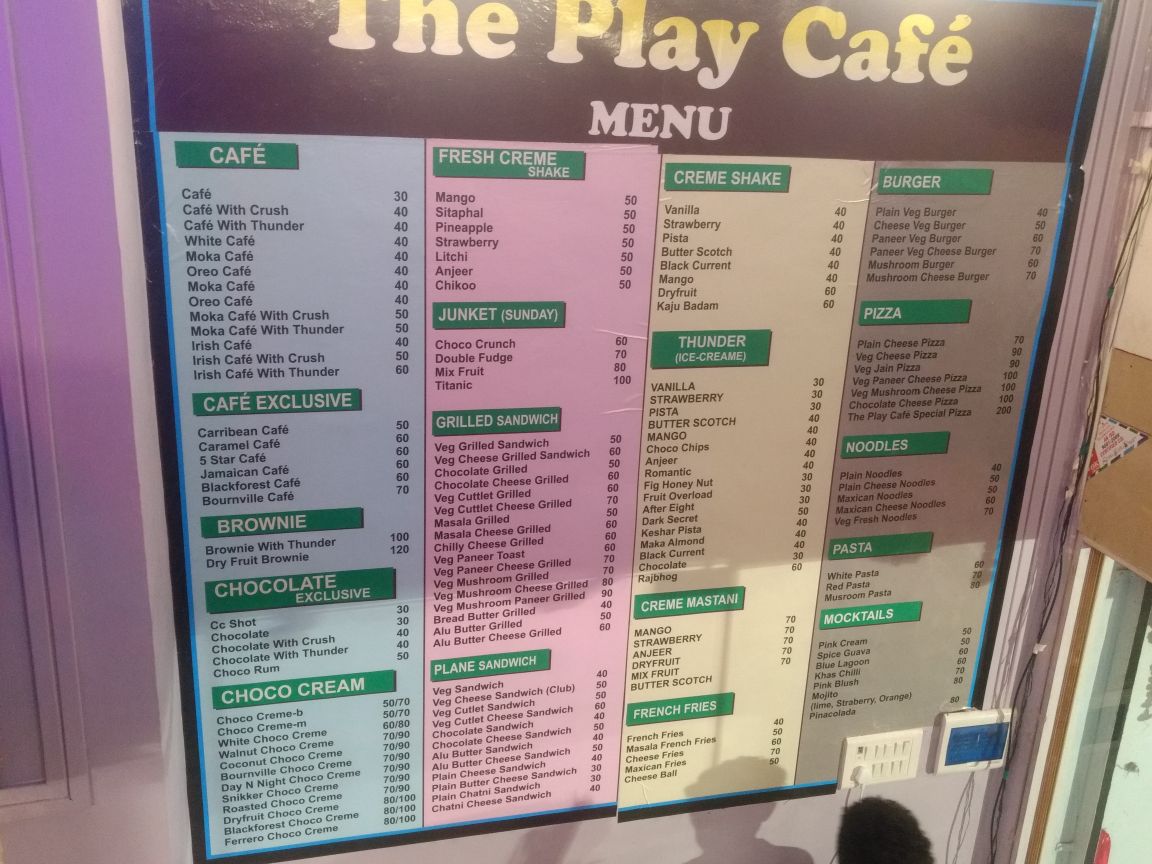 The Play Café
MENU
CAFÉ
Café 30
Café With Crush 40
Café With Thunder 40
White Café 40
Moka Café 40
Oreo Café 40
Moka Café 40
Oreo Café 40
Moka Café With Crush 50
Moka Café With Thunder 50
Irish Café 40
Irish Café With Crush 50
Irish Café With Thunder 60
CAFÉ EXCLUSIVE
Carribean Café 50
Caramel Café 60
5 Star Café 60
Jamaican Café 60
Blackforest Café 60
Bournville Café 70
BROWNIE
Brownie With Thunder 100
Dry Fruit Brownie 120
CHOCOLATE
EXCLUSIVE
Cc Shot 30
Chocolate 30
Chocolate With Crush 40
Chocolate With Thunder 40
Choco Rum 50
CHOCO CREAM
Choco Creme-b 50/70
Choco Creme-m 50/70
White Choco Creme 60/80
Walnut Choco Creme 70/90
Coconut Choco Creme 70/90
Bournville Choco Creme 70/90
Day N Night Choco Creme 70/90
Snikker Choco Creme 70/90
Roasted Choco Creme 70/90
Dryfruit Choco Creme 80/100
Blackforest Choco Creme 80/100
Ferrero Choco Creme 80/100
FRESH CREME
SHAKE
Mango 50
Sitaphal 50
Pineapple 50
Strawberry 50
Litchi 50
Anjeer 50
Chikoo 50
JUNKET (SUNDAY)
Choco Crunch 60
Double Fudge 70
Mix Fruit 80
Titanic 100
GRILLED SANDWICH
Veg Grilled Sandwich 50
Veg Cheese Grilled Sandwich 60
Chocolate Grilled 50
Chocolate Cheese Grilled 60
Veg Cuttlet Grilled 60
Veg Cuttlet Cheese Grilled 70
Masala Grilled 50
Masala Cheese Grilled 60
Chilly Cheese Grilled 60
Veg Paneer Toast 60
Veg Paneer Cheese Grilled 70
Veg Mushroom Grilled 70
Veg Mushroom Cheese Grilled 80
Veg Mushroom Paneer Grilled 90
Bread Butter Grilled 40
Alu Butter Grilled 50
Alu Butter Cheese Grilled 60
PLANE SANDWICH
Veg Sandwich 40
Veg Cheese Sandwich (Club) 50
Veg Cutlet Sandwich 50
Veg Cutlet Cheese Sandwich 60
Chocolate Sandwich 40
Chocolate Cheese Sandwich 50
Alu Butter Sandwich 40
Alu Butter Cheese Sandwich 50
Plain Cheese Sandwich 40
Plain Butter Cheese Sandwich 30
Plain Chatni Sandwich 30
Chatni Cheese Sandwich 40
CREME SHAKE
Vanilla 40
Strawberry 40
Pista 40
Butter Scotch 40
Black Current 40
Mango 40
Dryfruit 60
Kaju Badam 60
THUNDER
(ICE-CREAME)
VANILLA 30
STRAWBERRY 30
PISTA 30
BUTTER SCOTCH 40
MANGO 40
Choco Chips 40
Anjeer 40
Romantic 40
Fig Honey Nut 30
Fruit Overload 30
After Eight 50
Dark Secret 40
Keshar Pista 40
Maka Almond 40
Black Current 30
Chocolate 60
Rajbhog
CREME MASTANI
MANGO 70
STRAWBERRY 70
ANJEER 70
DRYFRUIT 70
MIX FRUIT
BUTTER SCOTCH
FRENCH FRIES
French Fries 40
Masala French Fries 50
Cheese Fries 60
Maxican Fries 70
Cheese Ball 50
BURGER
Plain Veg Burger 40
Cheese Veg Burger 50
Paneer Veg Burger 60
Paneer Veg Cheese Burger 70
Mushroom Burger 60
Mushroom Cheese Burger 70
PIZZA
Plain Cheese Pizza 70
Veg Cheese Pizza 90
Veg Jain Pizza 90
Veg Paneer Cheese Pizza 100
Veg Mushroom Cheese Pizza 100
Chocolate Cheese Pizza 100
The Play Café Special Pizza 200
NOODLES
Plain Noodles 40
Plain Cheese Noodles 50
Maxican Noodles 50
Maxican Cheese Noodles 60
Veg Fresh Noodles 70
PASTA
White Pasta 60
Red Pasta 70
Musroom Pasta 80
MOCKTAILS
Pink Cream 50
Spice Guava 50
Blue Lagoon 60
Khas Chilli 60
Pink Blush 70
Mojito 80
(lime, Straberry, Orange)
Pinacolada 80